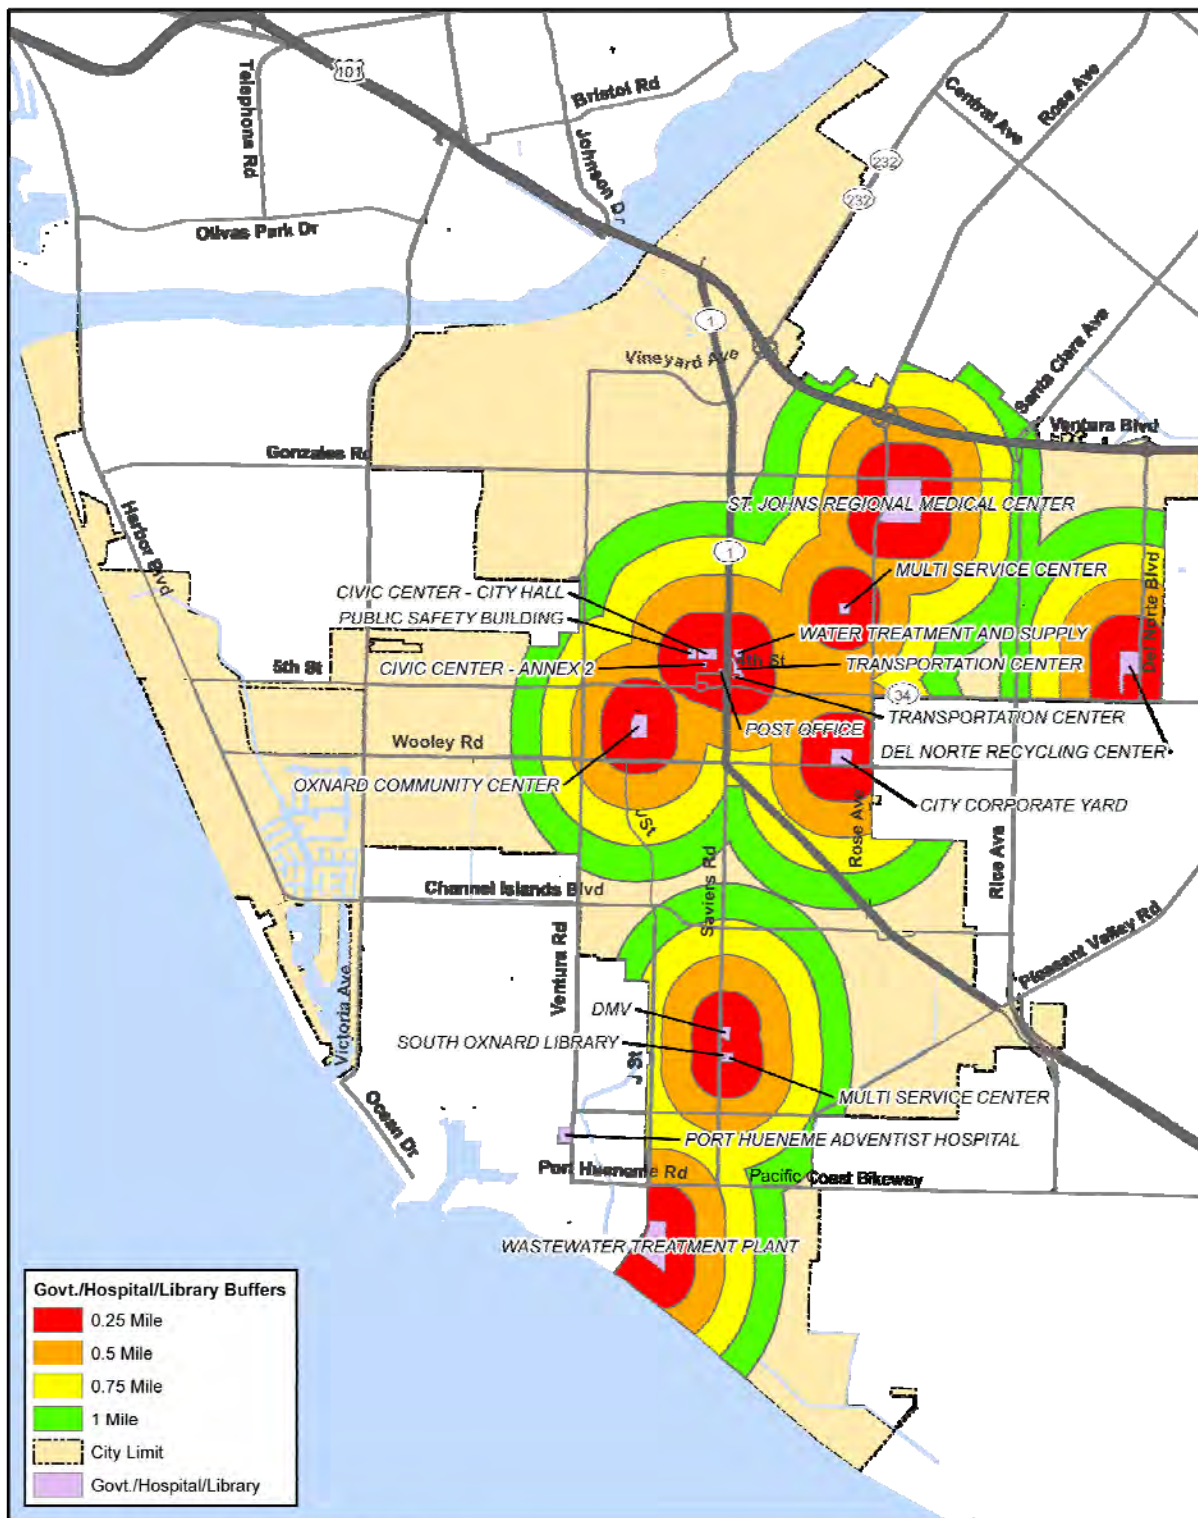 101
Telephone Rd
Bristol Rd
Johnson Dr
Central Ave
Rose Ave
232
232
Olivas Park Dr
1
Vineyard Ave
Santa Clara Ave
Ventura Blvd
Gonzales Rd
Harbor Blvd
ST. JOHNS REGIONAL MEDICAL CENTER
1
MULTI SERVICE CENTER
Del Norte Blvd
CIVIC CENTER - CITY HALL
PUBLIC SAFETY BUILDING
WATER TREATMENT AND SUPPLY
5th St
CIVIC CENTER - ANNEX 2
5th St
TRANSPORTATION CENTER
34
TRANSPORTATION CENTER
POST OFFICE
Wooley Rd
DEL NORTE RECYCLING CENTER
OXNARD COMMUNITY CENTER
CITY CORPORATE YARD
J St
Rose Ave
Saviers Rd
Rice Ave
Channel Islands Blvd
Ventura Rd
Pleasant Valley Rd
Victoria Ave
DMV
SOUTH OXNARD LIBRARY
J St
MULTI SERVICE CENTER
Ocean Dr
PORT HUENEME ADVENTIST HOSPITAL
Port Hueneme Rd
Pacific Coast Bikeway
WASTEWATER TREATMENT PLANT
Govt./Hospital/Library Buffers
0.25 Mile
0.5 Mile
0.75 Mile
1 Mile
City Limit
Govt./Hospital/Library